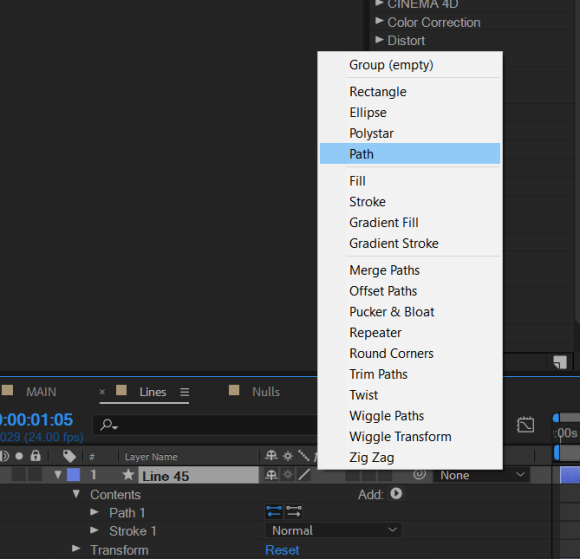 CINEMA 4D
Color Correction
Distort
Group (empty)
Rectangle
Ellipse
Polystar
Path
Fill
Stroke
Gradient Fill
Gradient Stroke
Merge Paths
Offset Paths
Pucker & Bloat
Repeater
Round Corners
Trim Paths
Twist
Wiggle Paths
Wiggle Transform
Zig Zag
MAIN × Lines Nulls
0:00:01:05
029 (24.00 fps)
:00s
# Layer Name
1 Line 45 None
Contents Add:
Path 1
Stroke 1 Normal
Transform Reset